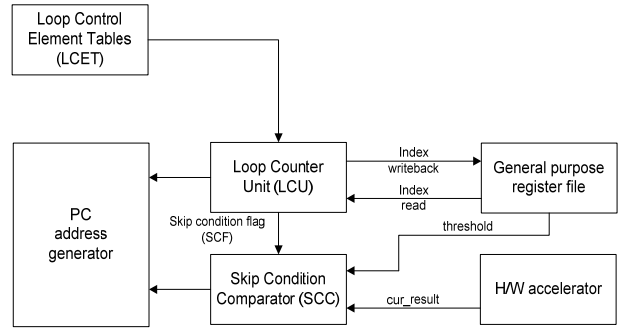 Loop Control
Element Tables
(LCET)
PC
address
generator
Loop Counter
Unit (LCU)
Index
writeback
Index
read
General purpose
register file
Skip condition flag
(SCF)
threshold
Skip Condition
Comparator (SCC)
cur_result
H/W accelerator